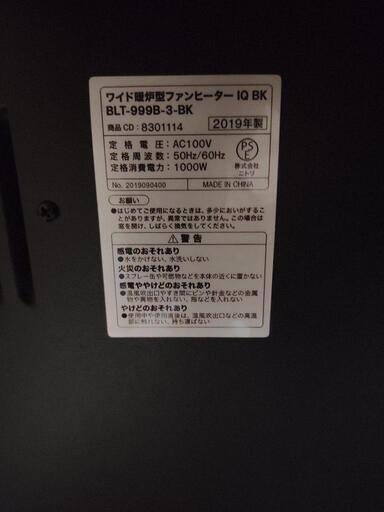 ワイド暖炉型ファンヒーター IQ BK
BLT-999B-3-BK
商品CD：8301114
2019年製
定格電圧：AC100V
定格周波数：50Hz/60Hz
定格消費電力：1000W
PSE
株式会社
ニトリ
No. 2019090400
MADE IN CHINA
お願い
●はじめてご使用になるときは、多少においがするこ
とがありますが、異常ではありません。この場合は
窓を開け、しばらく換気をしてください。
⚠警告
感電のおそれあり
●水をかけない、水洗いしない
火災のおそれあり
●スプレー缶や可燃物などを本体の近くに置かない
感電ややけどのおそれあり
●温風吹出口やすき間にピンや針金などの金属
物や異物を入れない、指などを入れない
やけどのおそれあり
●使用中や使用直後は、温風吹出口などの高温
部に触れない、持ち運ばない